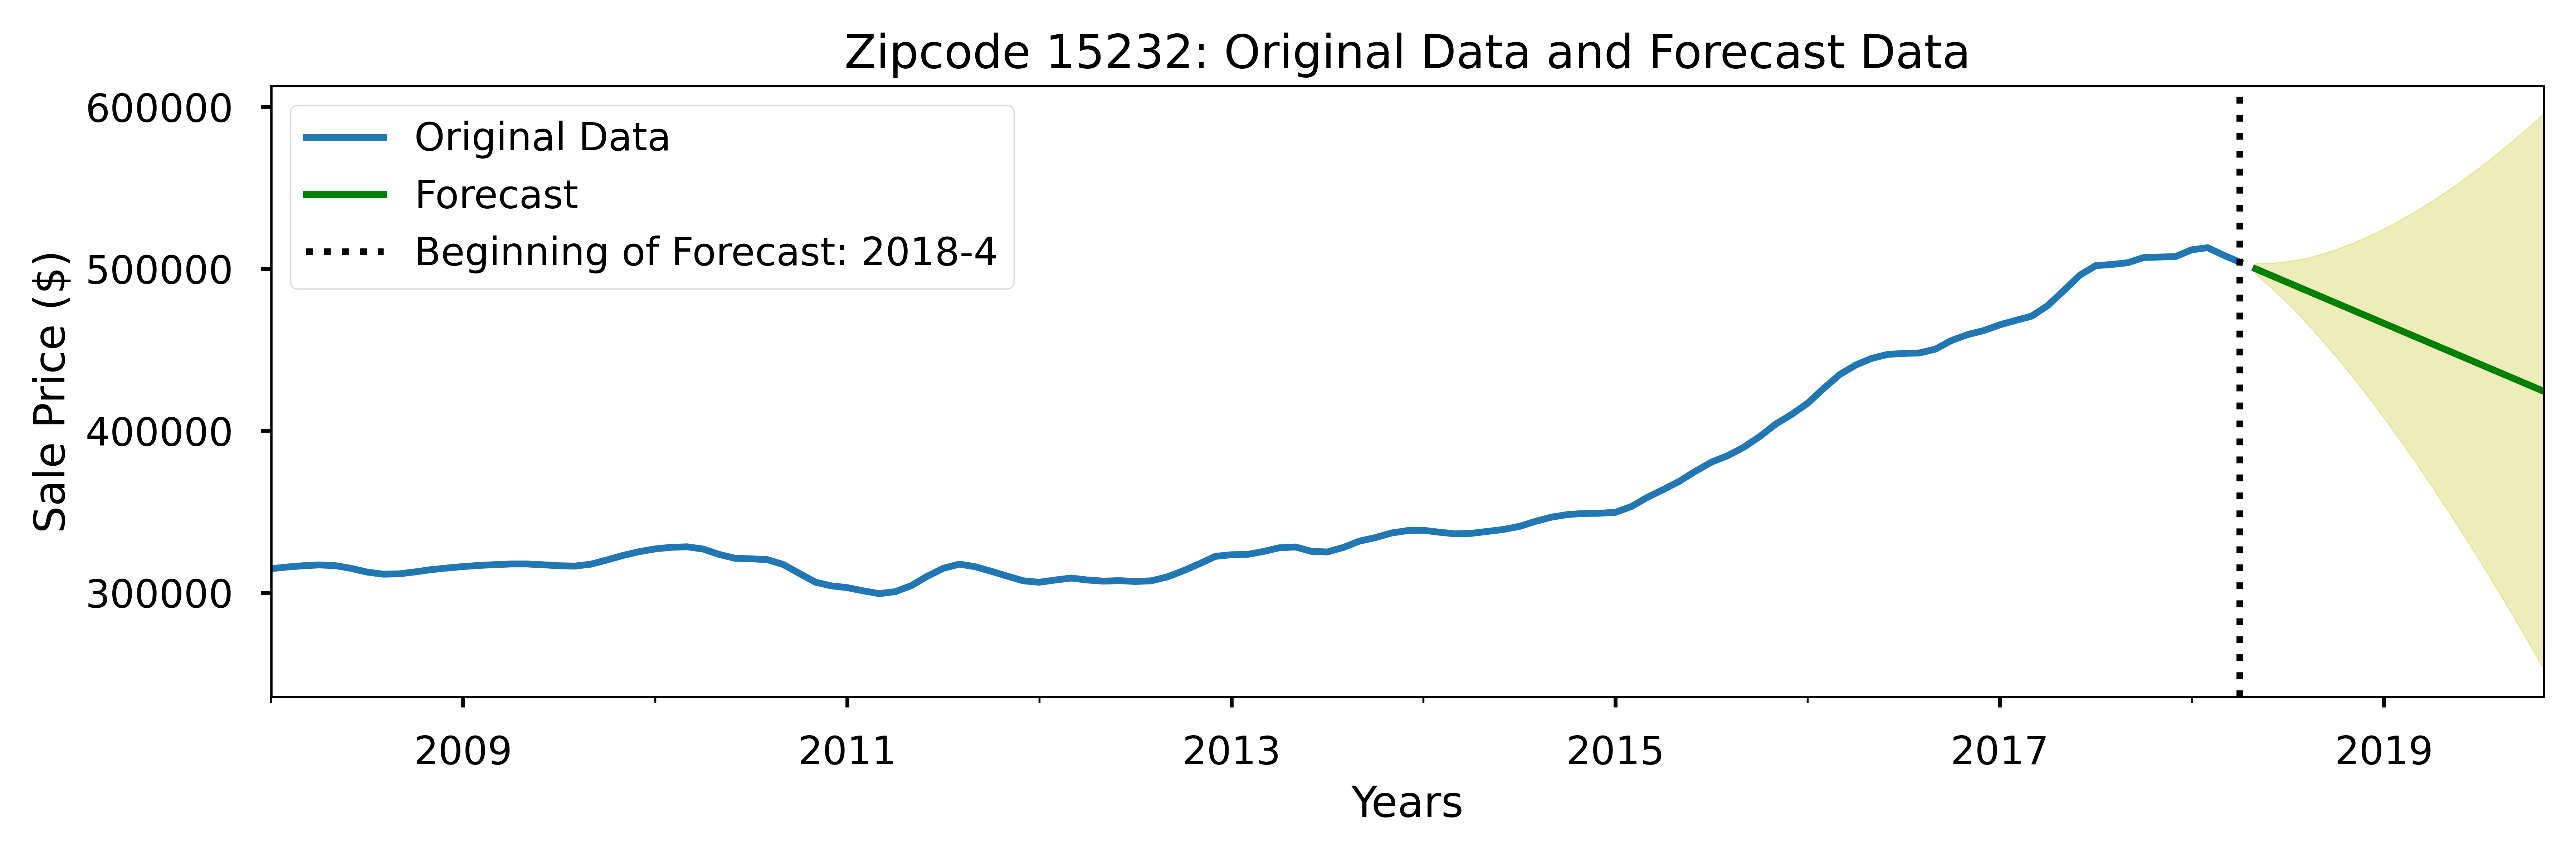 Zipcode 15232: Original Data and Forecast Data
600000
500000
400000
300000
Sale Price ($)
Original Data
Forecast
Beginning of Forecast: 2018-4
2009
2011
2013
2015
2017
2019
Years